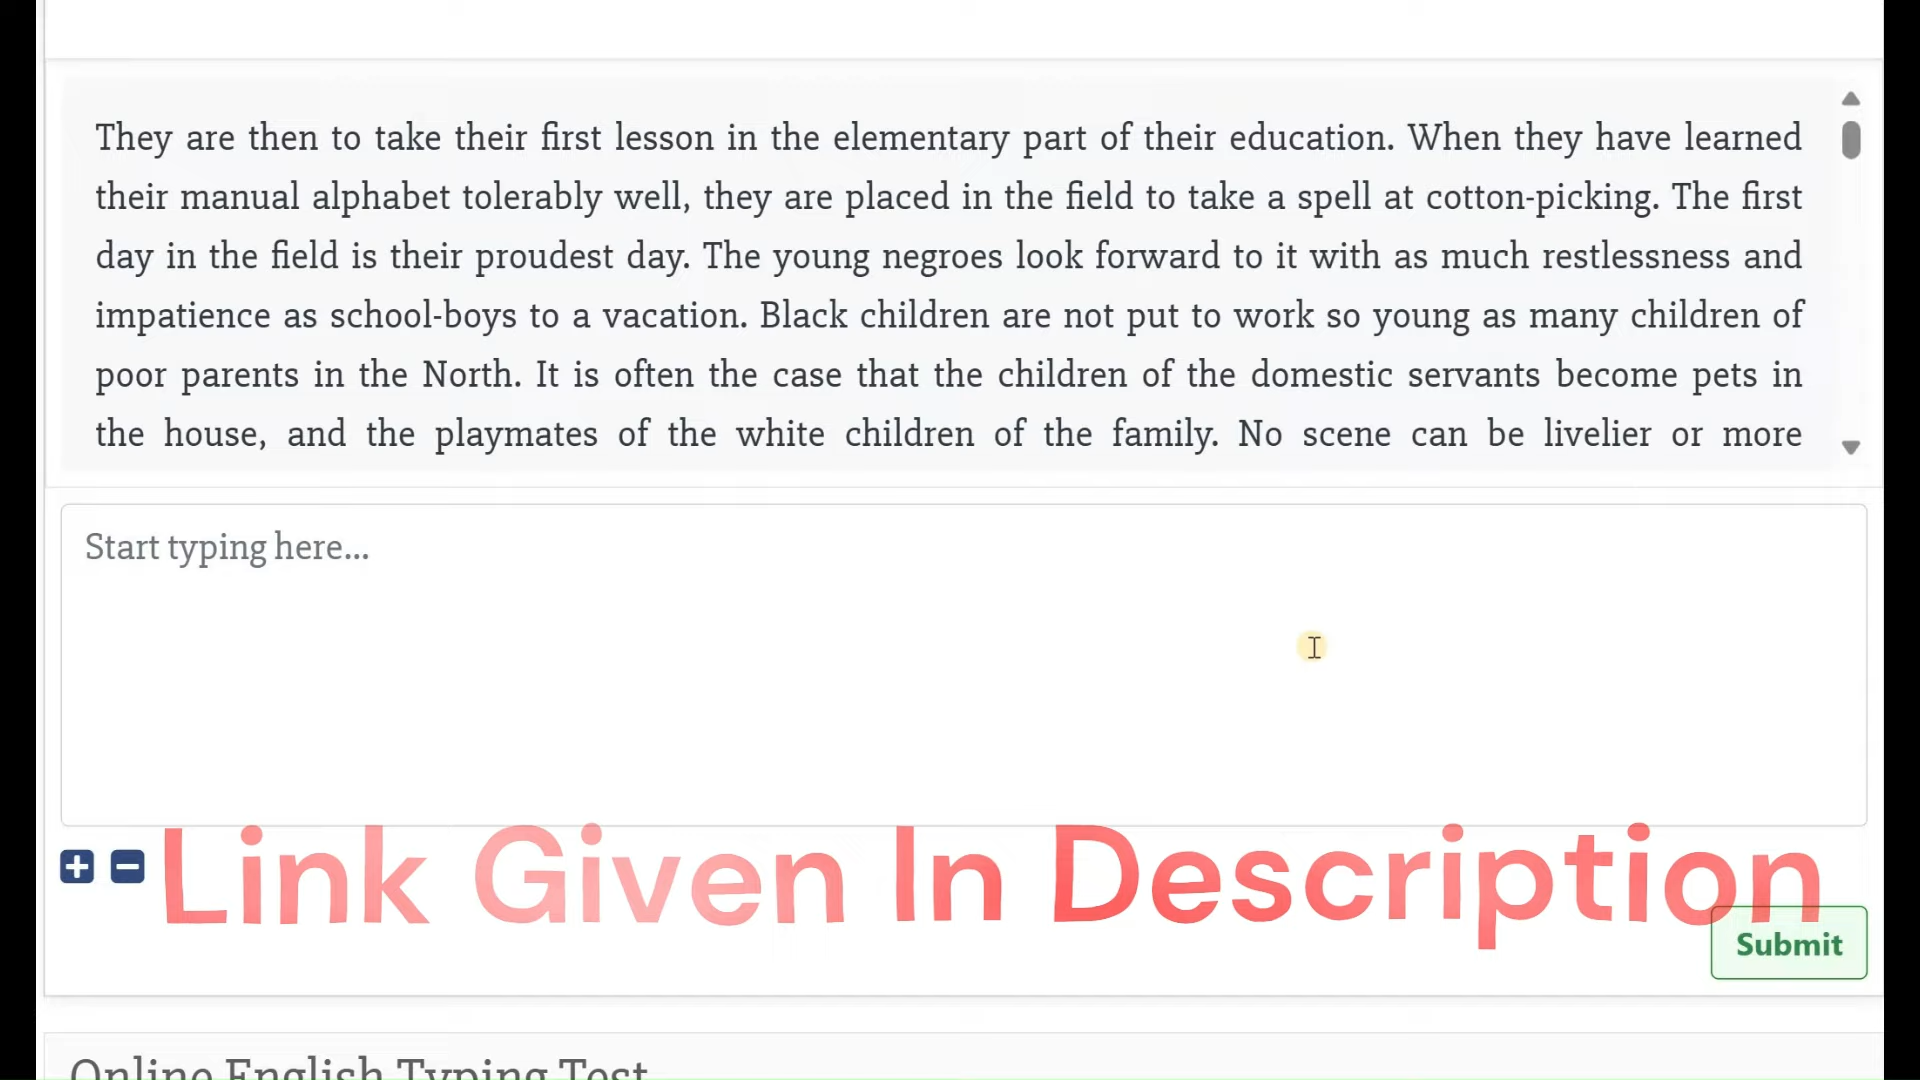 They are then to take their first lesson in the elementary part of their education. When they have learned
their manual alphabet tolerably well, they are placed in the field to take a spell at cotton-picking. The first
day in the field is their proudest day. The young negroes look forward to it with as much restlessness and
impatience as school-boys to a vacation. Black children are not put to work so young as many children of
poor parents in the North. It is often the case that the children of the domestic servants become pets in
the house, and the playmates of the white children of the family. No scene can be livelier or more
Start typing here...
Link Given In Description
Submit
Online English Typing Test